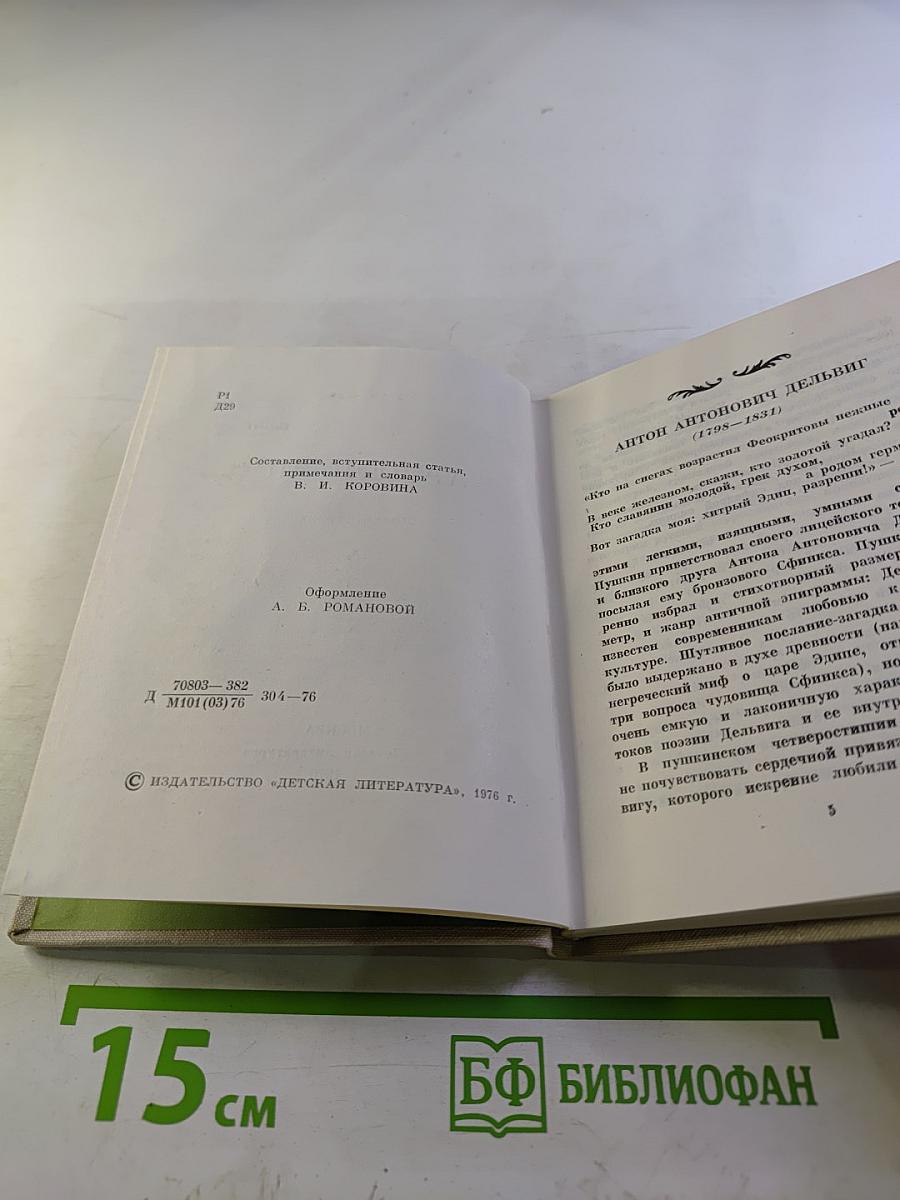 Р1
Д29
Составление, вступительная статья,
примечания и словарь
В. И. КОРОВИНА
Оформление
А. Б. РОМАНОВОЙ
Д 70803—382
М101(03)76 304—76
© ИЗДАТЕЛЬСТВО «ДЕТСКАЯ ЛИТЕРАТУРА», 1976 г.
АНТОН АНТОНОВИЧ ДЕЛЬВИГ
(1798—1831)
«Кто на снегах возрастил Феокритовы нежные
В веке железном, скажи, кто золотой угадал?
Кто славянин молодой, грек духом,
а родом герм
Вот загадка моя: хитрый Эдип, разреши!» —
этими легкими, изящными, умными с
Пушкин приветствовал своего лицейского то
и близкого друга Антона Антоновича Д
посылая ему бронзового Сфинкса. Пушк
ренно избрал и стихотворный размер
метр, и жанр античной эпиграммы: Де
известен современникам любовью к
культуре. Шутливое послание-загадка
было выдержано в духе древности (на
негреческий миф о царе Эдипе, от
три вопроса чудовища Сфинкса), но
очень емкую и лаконичную харак
токов поэзии Дельвига и ее внутр
В пушкинском четверостишии
не почувствовать сердечной привяз
вигу, которого искренне любили
5
15 см
БФ БИБЛИОФАН